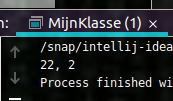 n: MijnKlasse (1) ×
/snap/intellij-idea
22, 2
Process finished wi